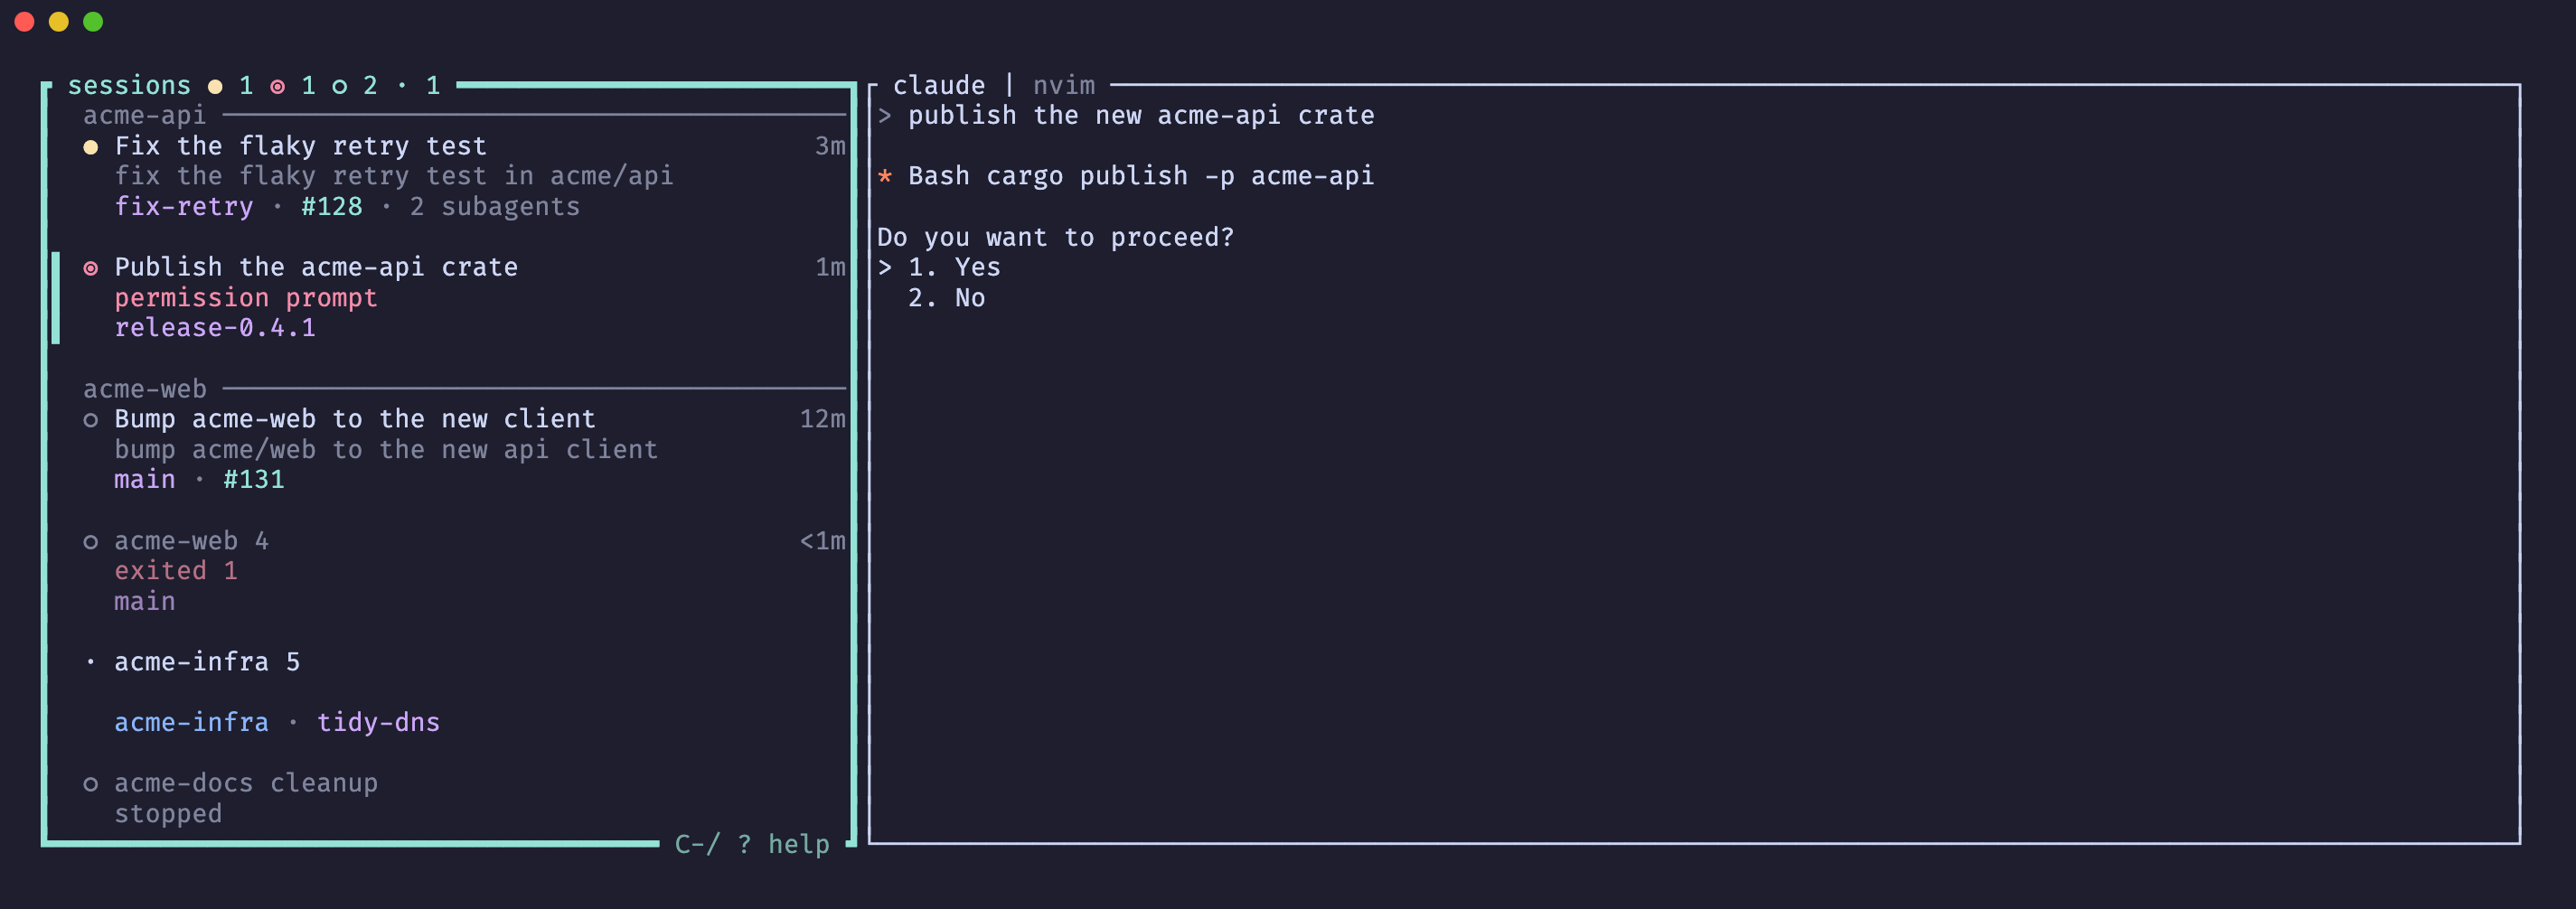 sessions ● 1 ◉ 1 ○ 2 · 1
acme-api
● Fix the flaky retry test 3m
fix the flaky retry test in acme/api
fix-retry · #128 · 2 subagents
◉ Publish the acme-api crate 1m
permission prompt
release-0.4.1
acme-web
○ Bump acme-web to the new client 12m
bump acme/web to the new api client
main · #131
○ acme-web 4 <1m
exited 1
main
· acme-infra 5
acme-infra · tidy-dns
○ acme-docs cleanup
stopped
C-/ ? help
claude | nvim
> publish the new acme-api crate
* Bash cargo publish -p acme-api
Do you want to proceed?
> 1. Yes
2. No